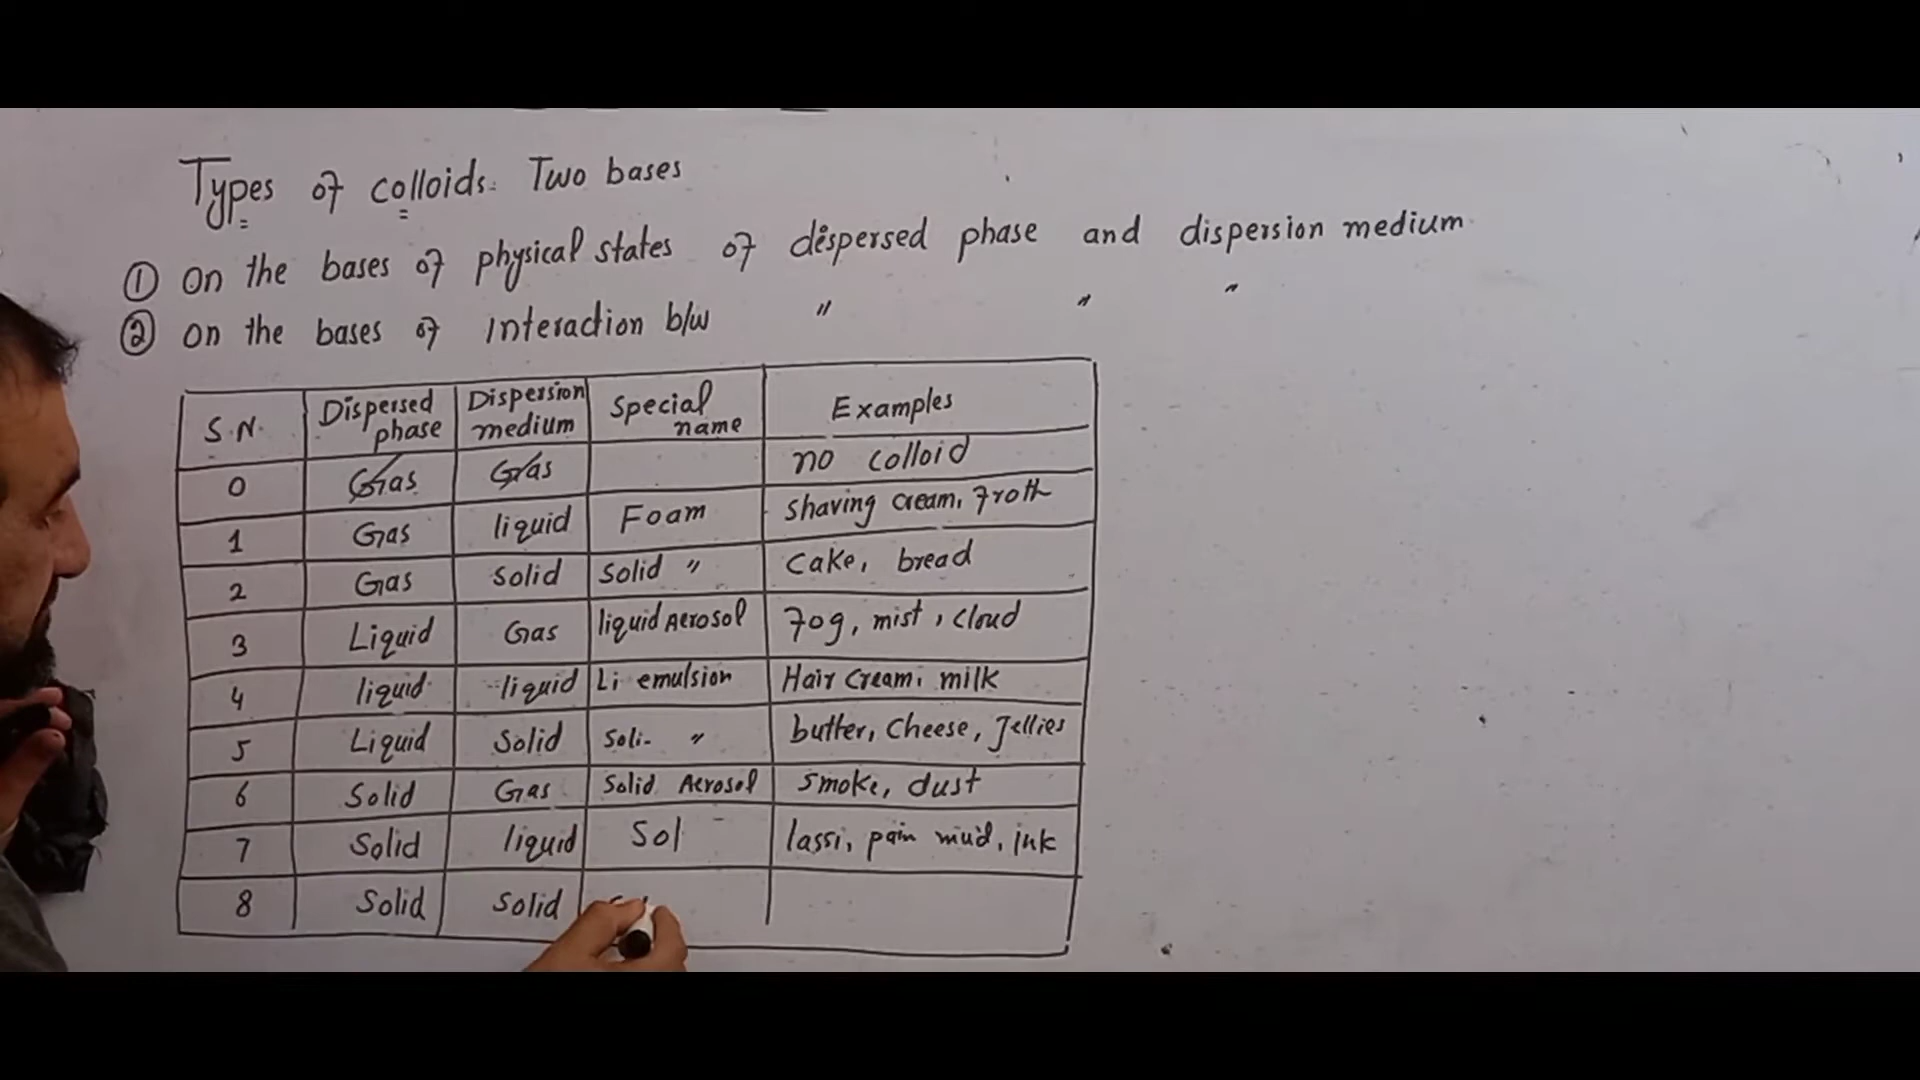 Types of colloids: Two bases
① On the bases of physical states of dispersed phase and dispersion medium
② On the bases of interaction b/w " " "
S.N. Dispersed phase Dispersion medium Special name Examples
0 Gas Gas no colloid
1 Gas liquid Foam shaving cream, Froth
2 Gas Solid Solid " Cake, bread
3 Liquid Gas liquid Aerosol Fog, mist, cloud
4 liquid liquid Li emulsion Hair cream, milk
5 Liquid Solid Soli- " butter, Cheese, Jellies
6 Solid Gas Solid Aerosol Smoke, dust
7 Solid liquid Sol lassi, pain mud, ink
8 Solid Solid